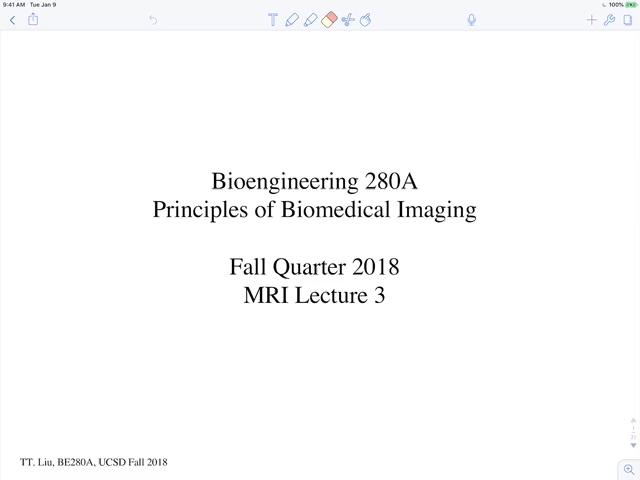 9:41 AM Tue Jan 9
100%
T
Bioengineering 280A
Principles of Biomedical Imaging
Fall Quarter 2018
MRI Lecture 3
TT. Liu, BE280A, UCSD Fall 2018